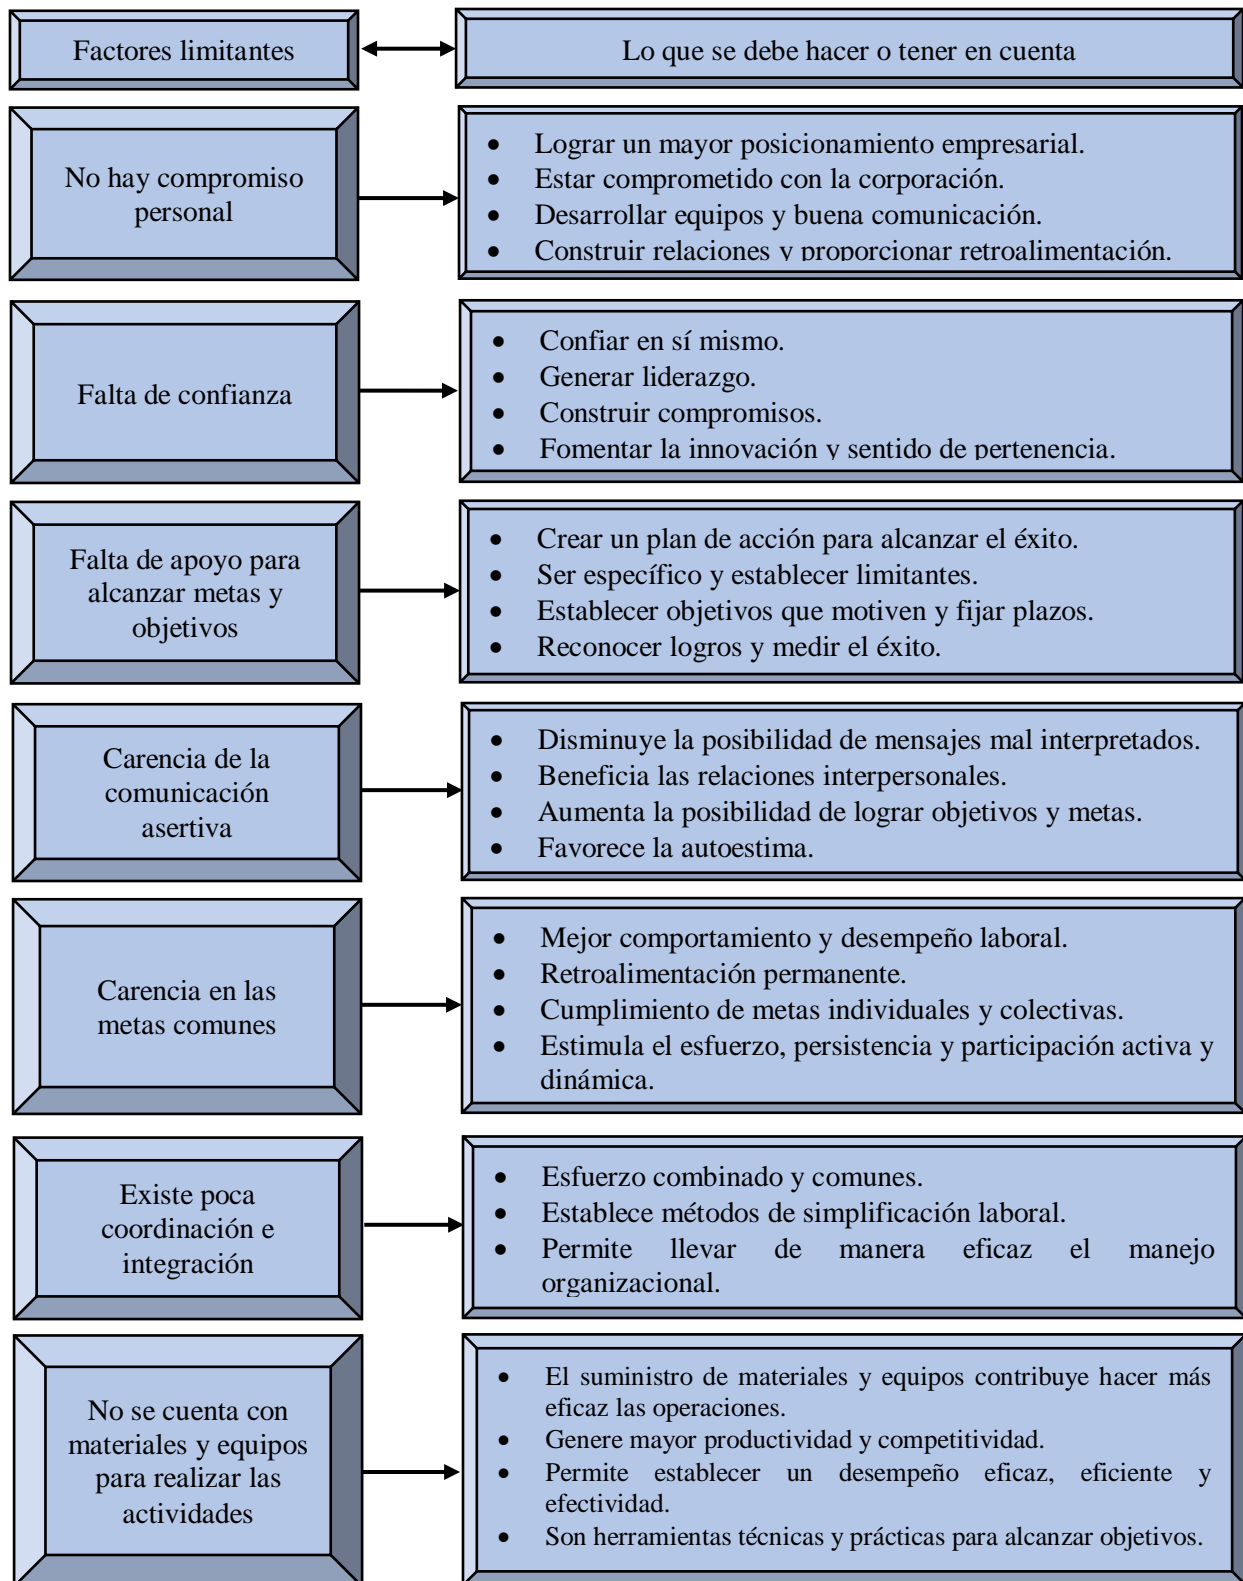 Factores limitantes
Lo que se debe hacer o tener en cuenta
No hay compromiso
personal
• Lograr un mayor posicionamiento empresarial.
• Estar comprometido con la corporación.
• Desarrollar equipos y buena comunicación.
• Construir relaciones y proporcionar retroalimentación.
Falta de confianza
• Confiar en sí mismo.
• Generar liderazgo.
• Construir compromisos.
• Fomentar la innovación y sentido de pertenencia.
Falta de apoyo para
alcanzar metas y
objetivos
• Crear un plan de acción para alcanzar el éxito.
• Ser específico y establecer limitantes.
• Establecer objetivos que motiven y fijar plazos.
• Reconocer logros y medir el éxito.
Carencia de la
comunicación
asertiva
• Disminuye la posibilidad de mensajes mal interpretados.
• Beneficia las relaciones interpersonales.
• Aumenta la posibilidad de lograr objetivos y metas.
• Favorece la autoestima.
Carencia en las
metas comunes
• Mejor comportamiento y desempeño laboral.
• Retroalimentación permanente.
• Cumplimiento de metas individuales y colectivas.
• Estimula el esfuerzo, persistencia y participación activa y
dinámica.
Existe poca
coordinación e
integración
• Esfuerzo combinado y comunes.
• Establece métodos de simplificación laboral.
• Permite llevar de manera eficaz el manejo
organizacional.
No se cuenta con
materiales y equipos
para realizar las
actividades
• El suministro de materiales y equipos contribuye hacer más
eficaz las operaciones.
• Genere mayor productividad y competitividad.
• Permite establecer un desempeño eficaz, eficiente y
efectividad.
• Son herramientas técnicas y prácticas para alcanzar objetivos.